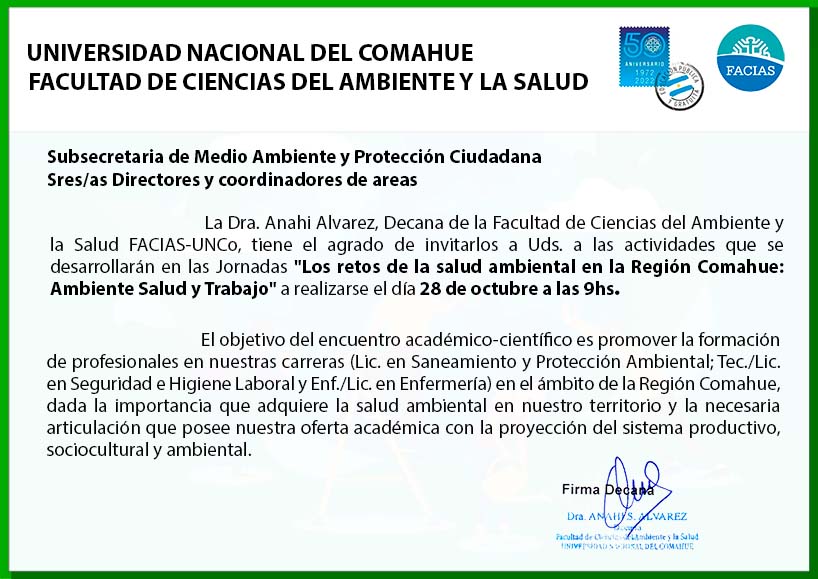 UNIVERSIDAD NACIONAL DEL COMAHUE
FACULTAD DE CIENCIAS DEL AMBIENTE Y LA SALUD
50
ANIVERSARIO
1972
2022
EDUCACIÓN PÚBLICA
Y GRATUITA
FACIAS
Subsecretaria de Medio Ambiente y Protección Ciudadana
Sres/as Directores y coordinadores de areas
La Dra. Anahi Alvarez, Decana de la Facultad de Ciencias del Ambiente y
la Salud FACIAS-UNCo, tiene el agrado de invitarlos a Uds. a las actividades que se
desarrollarán en las Jornadas "Los retos de la salud ambiental en la Región Comahue:
Ambiente Salud y Trabajo" a realizarse el día 28 de octubre a las 9hs.
El objetivo del encuentro académico-científico es promover la formación
de profesionales en nuestras carreras (Lic. en Saneamiento y Protección Ambiental; Tec./Lic.
en Seguridad e Higiene Laboral y Enf./Lic. en Enfermería) en el ámbito de la Región Comahue,
dada la importancia que adquiere la salud ambiental en nuestro territorio y la necesaria
articulación que posee nuestra oferta académica con la proyección del sistema productivo,
sociocultural y ambiental.
Firma Decana
Dra. ANAHI S. ALVAREZ
Decana
Facultad de Ciencias del Ambiente y la Salud
UNIVERSIDAD NACIONAL DEL COMAHUE